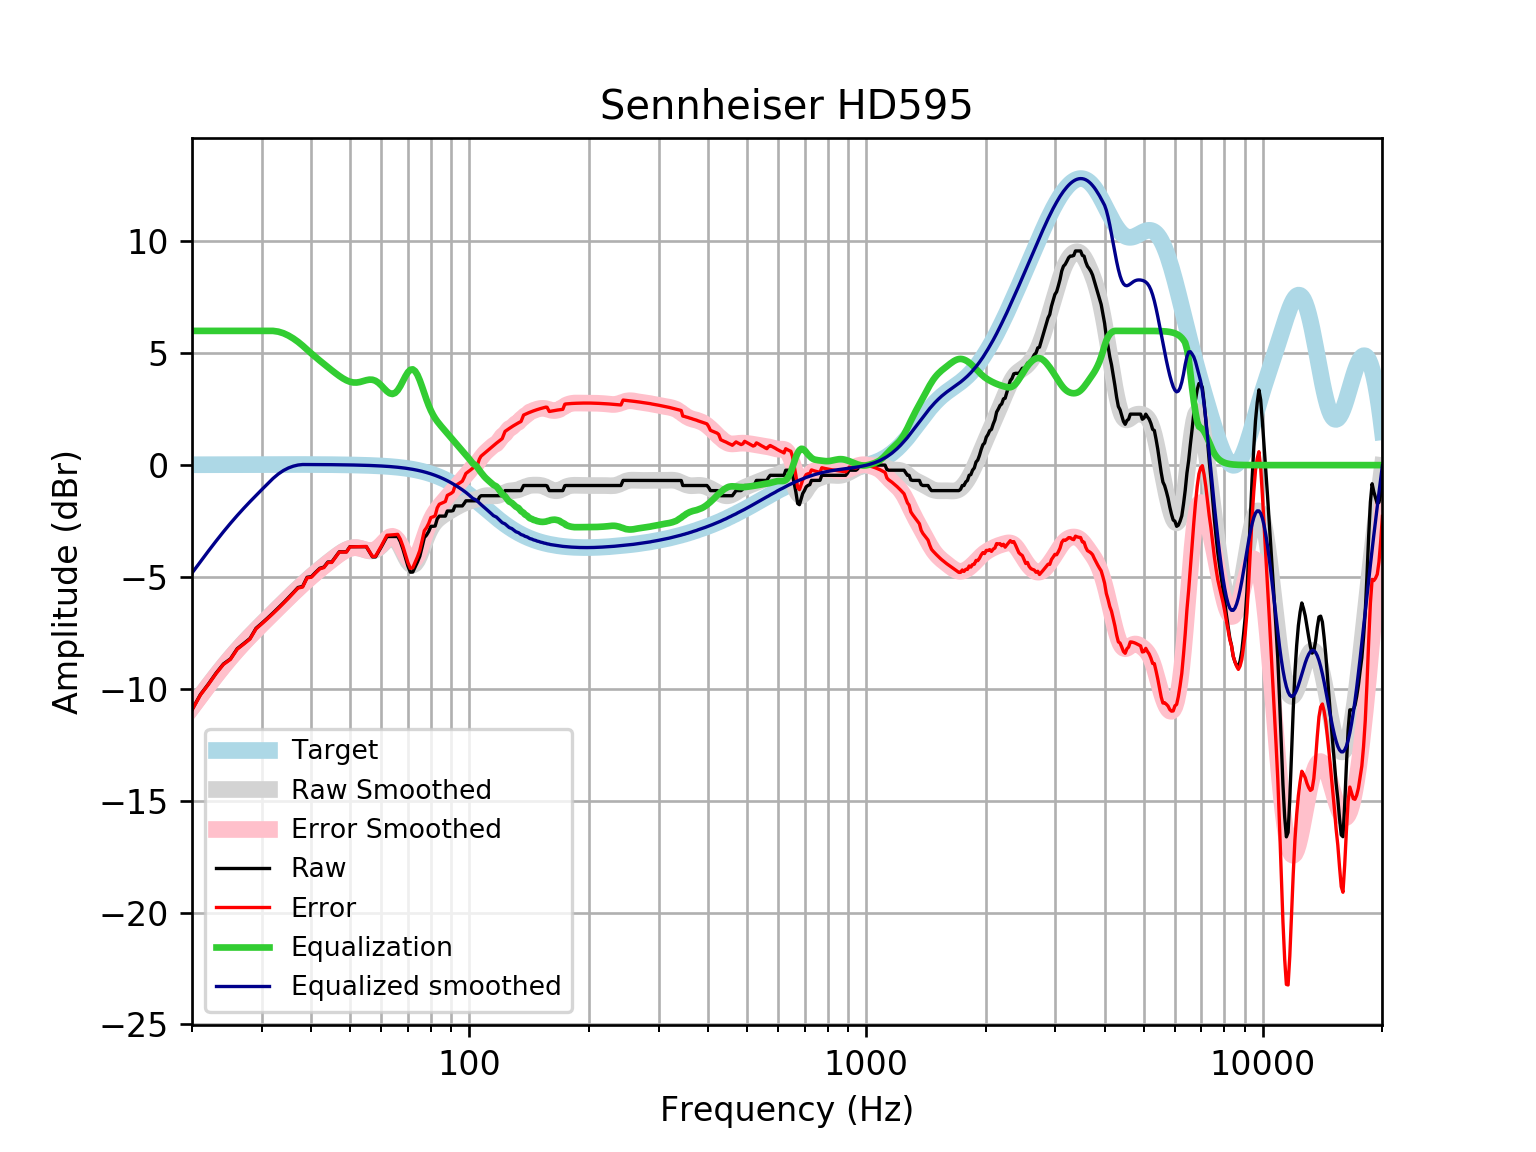 Sennheiser HD595
Amplitude (dBr)
10
5
0
−5
−10
−15
−20
−25
Target
Raw Smoothed
Error Smoothed
Raw
Error
Equalization
Equalized smoothed
100
1000
10000
Frequency (Hz)